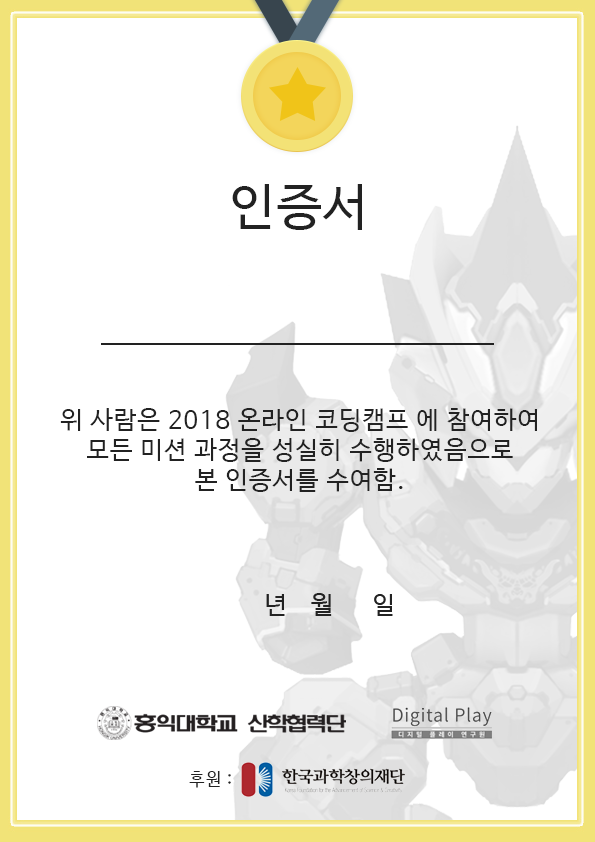 인증서
위 사람은 2018 온라인 코딩캠프 에 참여하여
모든 미션 과정을 성실히 수행하였음으로
본 인증서를 수여함.
년 월 일
홍익대학교 산학협력단
Digital Play
디지털 플레이 연구원
후원 : 한국과학창의재단